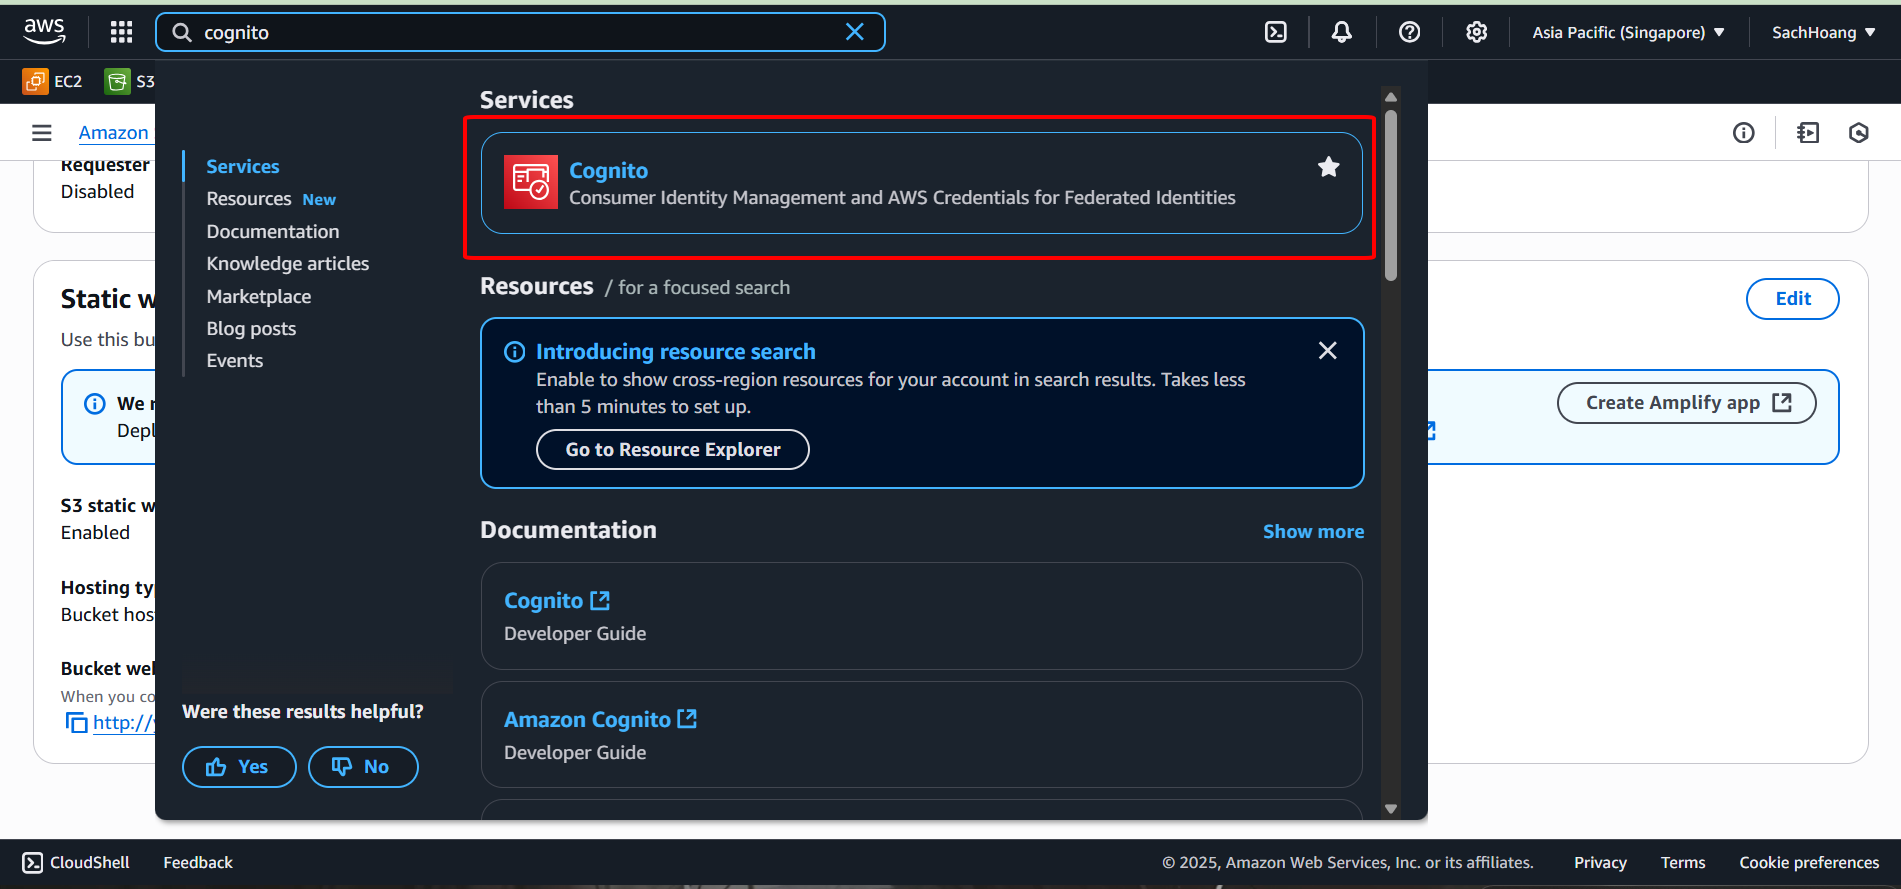 aws
cognito
Asia Pacific (Singapore)
SachHoang
EC2
S3
Amazon
Requester
Disabled
Static w
Use this bu
We r
Depl
S3 static w
Enabled
Hosting ty
Bucket hos
Bucket wel
When you co
http://
Services
Resources New
Documentation
Knowledge articles
Marketplace
Blog posts
Events
Were these results helpful?
Yes
No
Services
Cognito
Consumer Identity Management and AWS Credentials for Federated Identities
Resources / for a focused search
Introducing resource search
Enable to show cross-region resources for your account in search results. Takes less
than 5 minutes to set up.
Go to Resource Explorer
Documentation
Show more
Cognito
Developer Guide
Amazon Cognito
Developer Guide
Edit
Create Amplify app
CloudShell
Feedback
© 2025, Amazon Web Services, Inc. or its affiliates.
Privacy
Terms
Cookie preferences